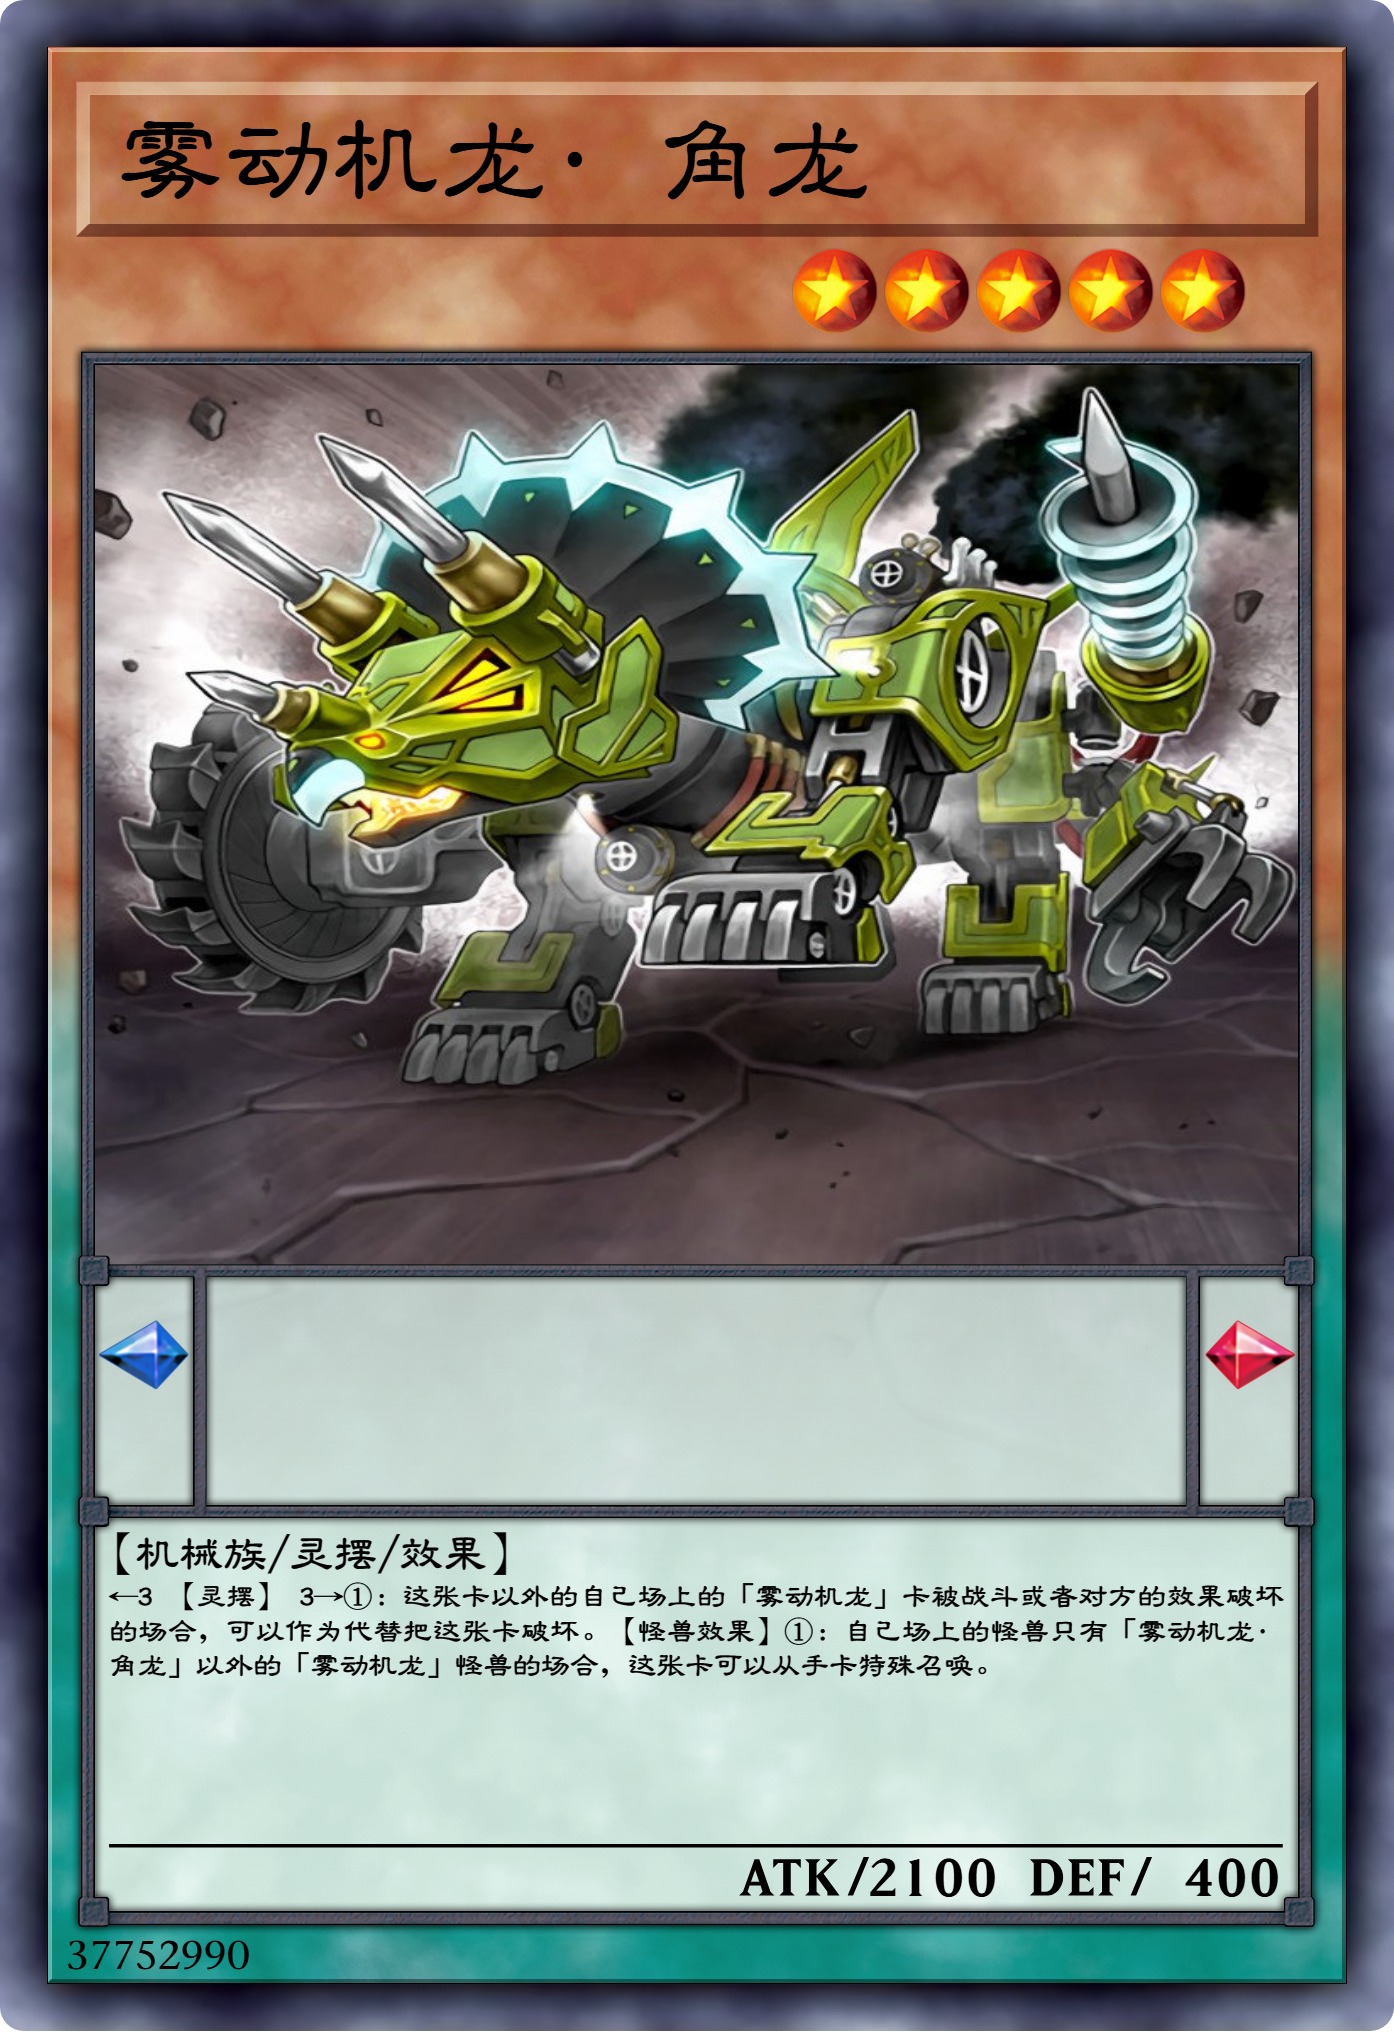 雾动机龙·角龙
【机械族/灵摆/效果】
←3 【灵摆】 3→①：这张卡以外的自己场上的「雾动机龙」卡被战斗或者对方的效果破坏
的场合，可以作为代替把这张卡破坏。【怪兽效果】①：自己场上的怪兽只有「雾动机龙·
角龙」以外的「雾动机龙」怪兽的场合，这张卡可以从手卡特殊召唤。
ATK/2100 DEF/ 400
37752990